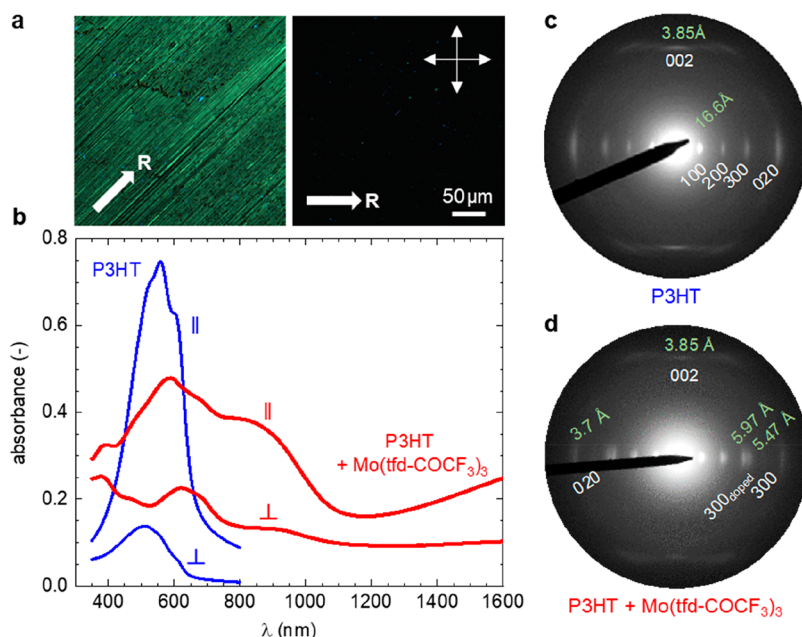 a
R
R
50 µm
b
0.8
0.6
0.4
0.2
0.0
absorbance (-)
P3HT
||
||
P3HT
+ Mo(tfd-COCF₃)₃
⊥
⊥
400 600 800 1000 1200 1400 1600
λ (nm)
c
3.85Å
002
16.6Å
100
200
300
020
P3HT
d
3.85 Å
002
3.7 Å
020
5.97 Å
5.47 Å
300doped
300
P3HT + Mo(tfd-COCF₃)₃